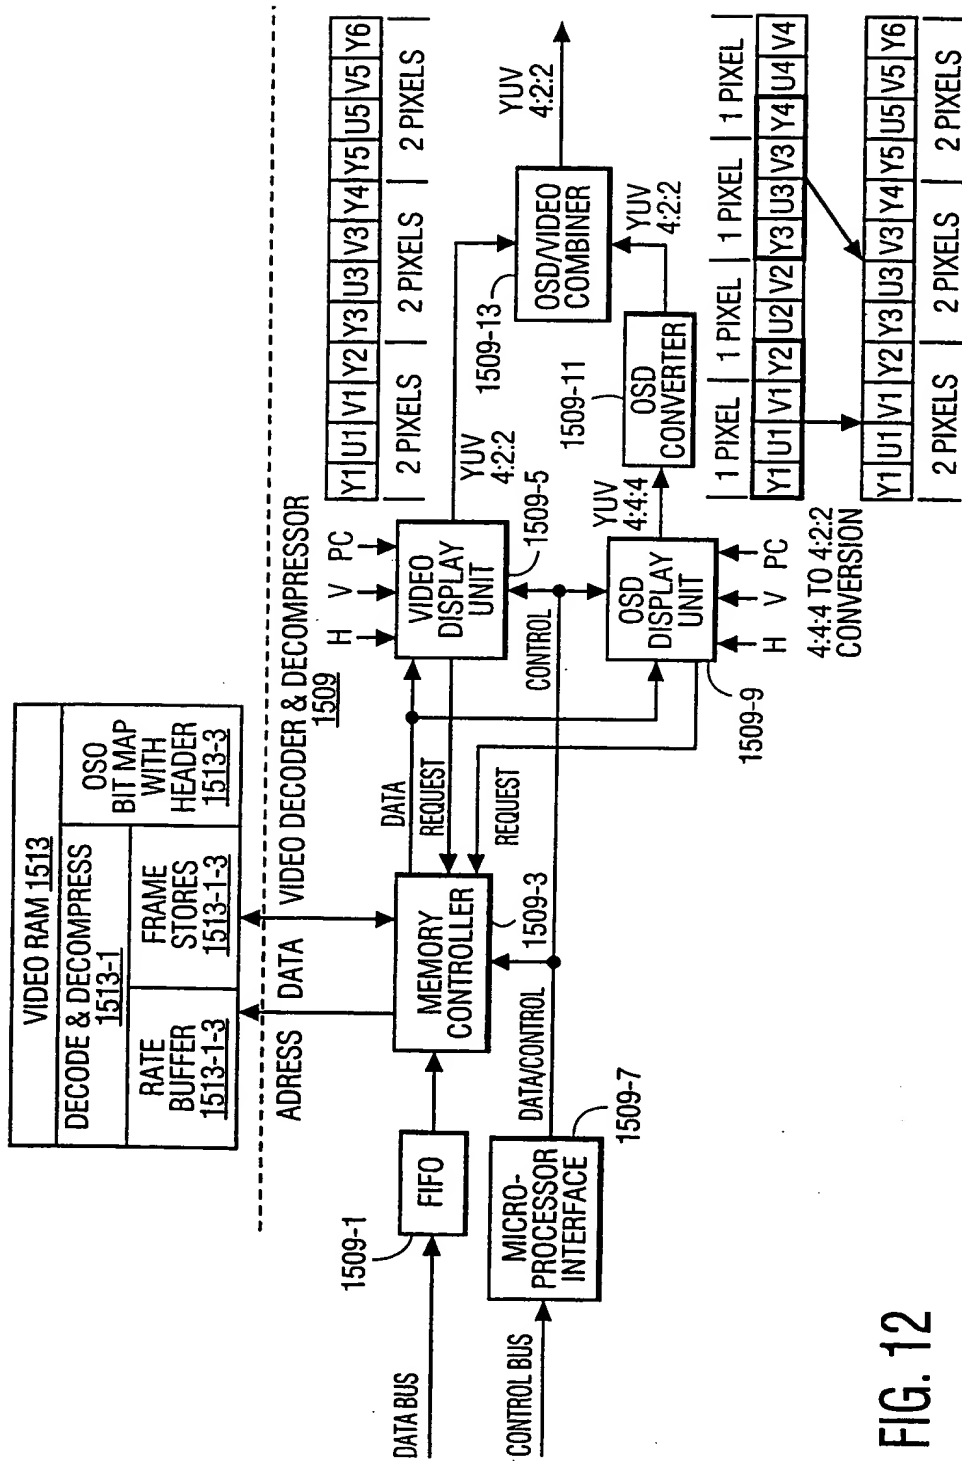 VIDEO RAM 1513
DECODE & DECOMPRESS
1513-1
OSO
BIT MAP
WITH
HEADER
1513-3
RATE
BUFFER
1513-1-3
FRAME
STORES
1513-1-3
ADRESS
DATA
VIDEO DECODER & DECOMPRESSOR
1509
Y1 U1 V1 Y2 Y3 U3 V3 Y4 Y5 U5 V5 Y6
2 PIXELS
2 PIXELS
2 PIXELS
H
V
PC
DATA BUS
1509-1
FIFO
MEMORY
CONTROLLER
1509-3
DATA
REQUEST
REQUEST
VIDEO
DISPLAY
UNIT
1509-5
YUV
4:2:2
1509-13
OSD/VIDEO
COMBINER
YUV
4:2:2
CONTROL BUS
MICRO-
PROCESSOR
INTERFACE
1509-7
DATA/CONTROL
CONTROL
OSD
DISPLAY
UNIT
1509-9
YUV
4:4:4
1509-11
OSD
CONVERTER
YUV
4:2:2
H
V
PC
4:4:4 TO 4:2:2
CONVERSION
1 PIXEL
1 PIXEL
1 PIXEL
1 PIXEL
Y1 U1 V1 Y2 U2 V2 Y3 U3 V3 Y4 U4 V4
Y1 U1 V1 Y2 Y3 U3 V3 Y4 Y5 U5 V5 Y6
2 PIXELS
2 PIXELS
2 PIXELS
FIG. 12